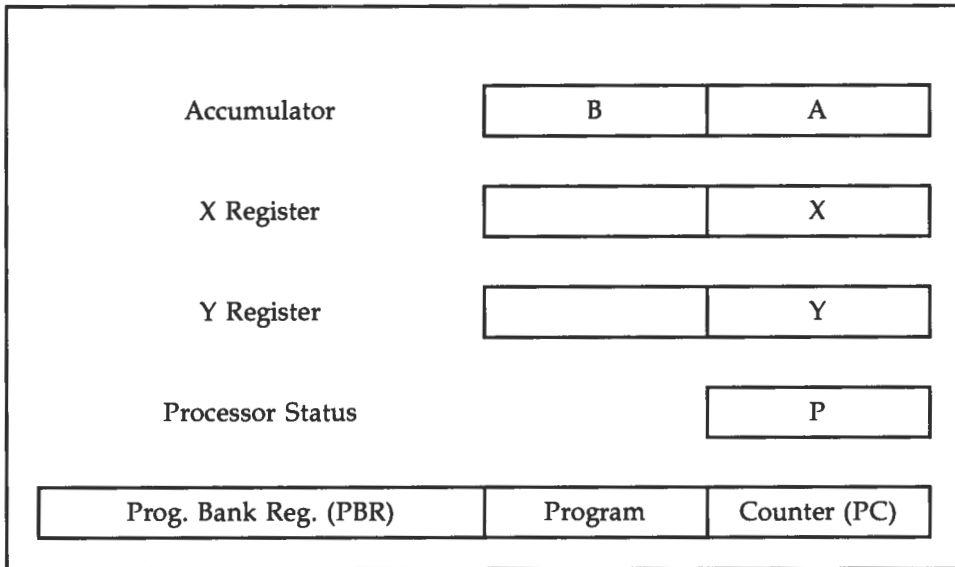 Accumulator B A
X Register X
Y Register Y
Processor Status P
Prog. Bank Reg. (PBR) Program Counter (PC)